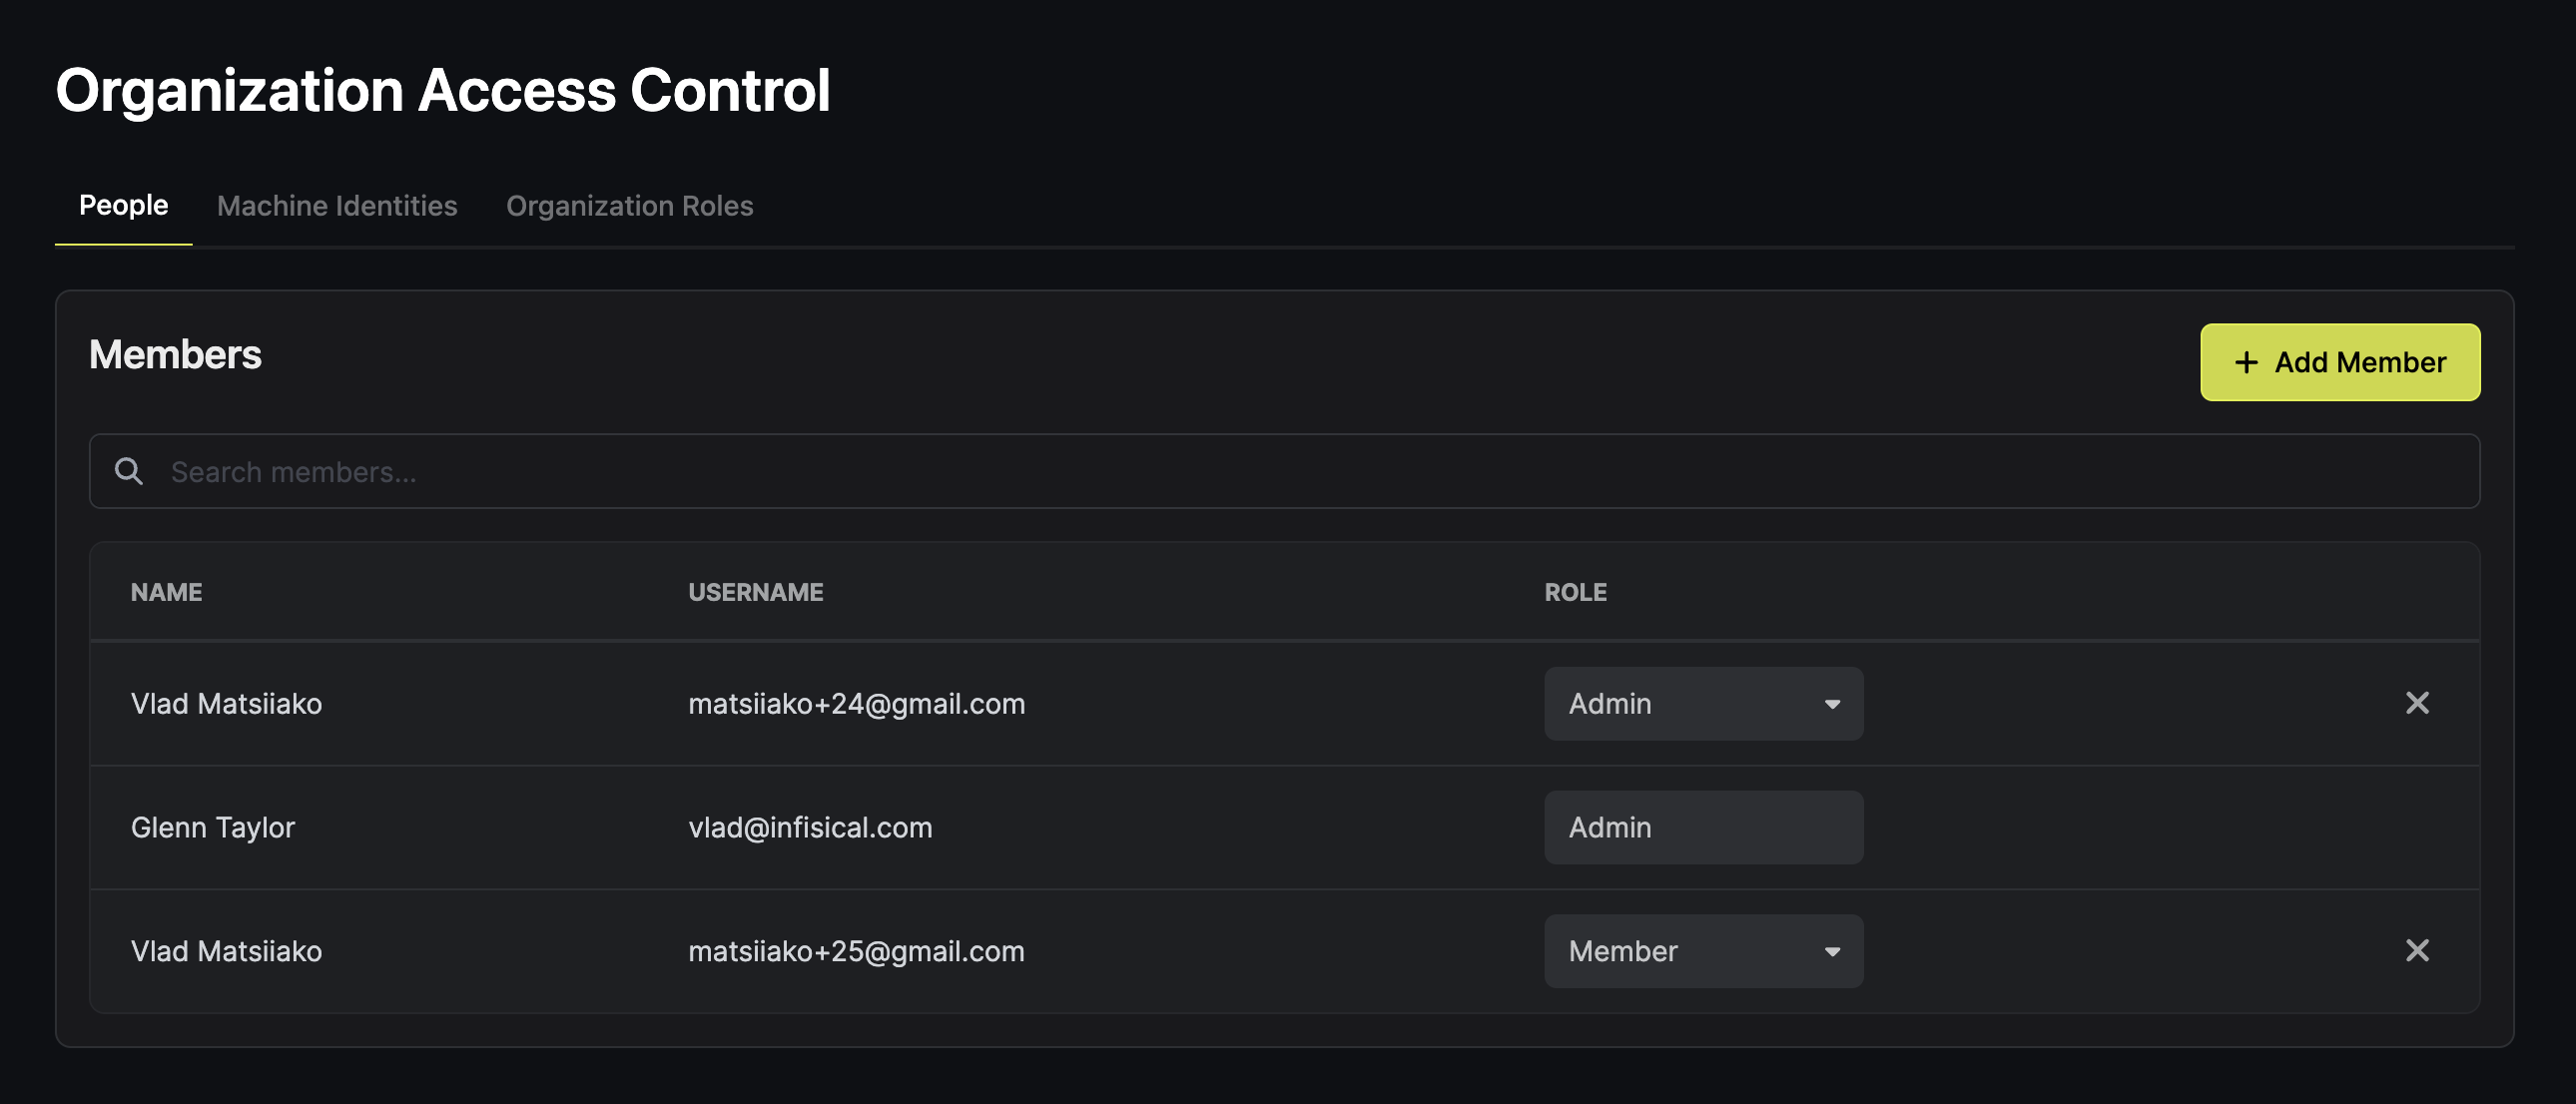 Organization Access Control
People Machine Identities Organization Roles
Members
+ Add Member
Search members...
NAME USERNAME ROLE
Vlad Matsiiako matsiiako+24@gmail.com Admin
Glenn Taylor vlad@infisical.com Admin
Vlad Matsiiako matsiiako+25@gmail.com Member